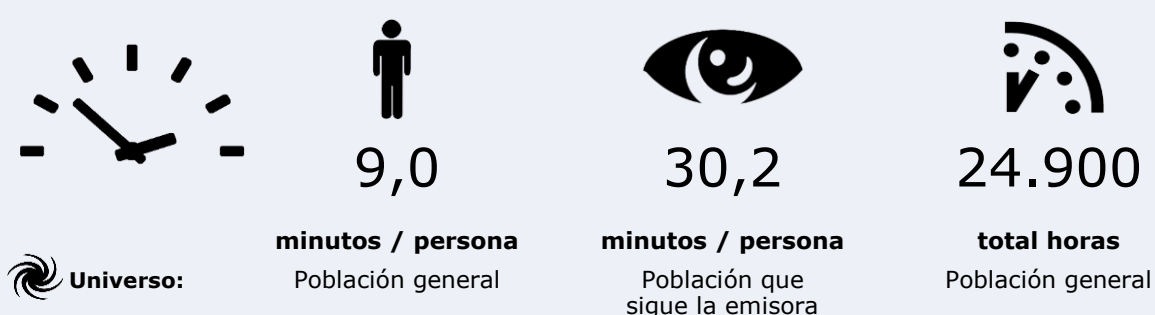 9,0
30,2
24.900
minutos / persona
minutos / persona
total horas
Universo:
Población general
Población que
sigue la emisora
Población general